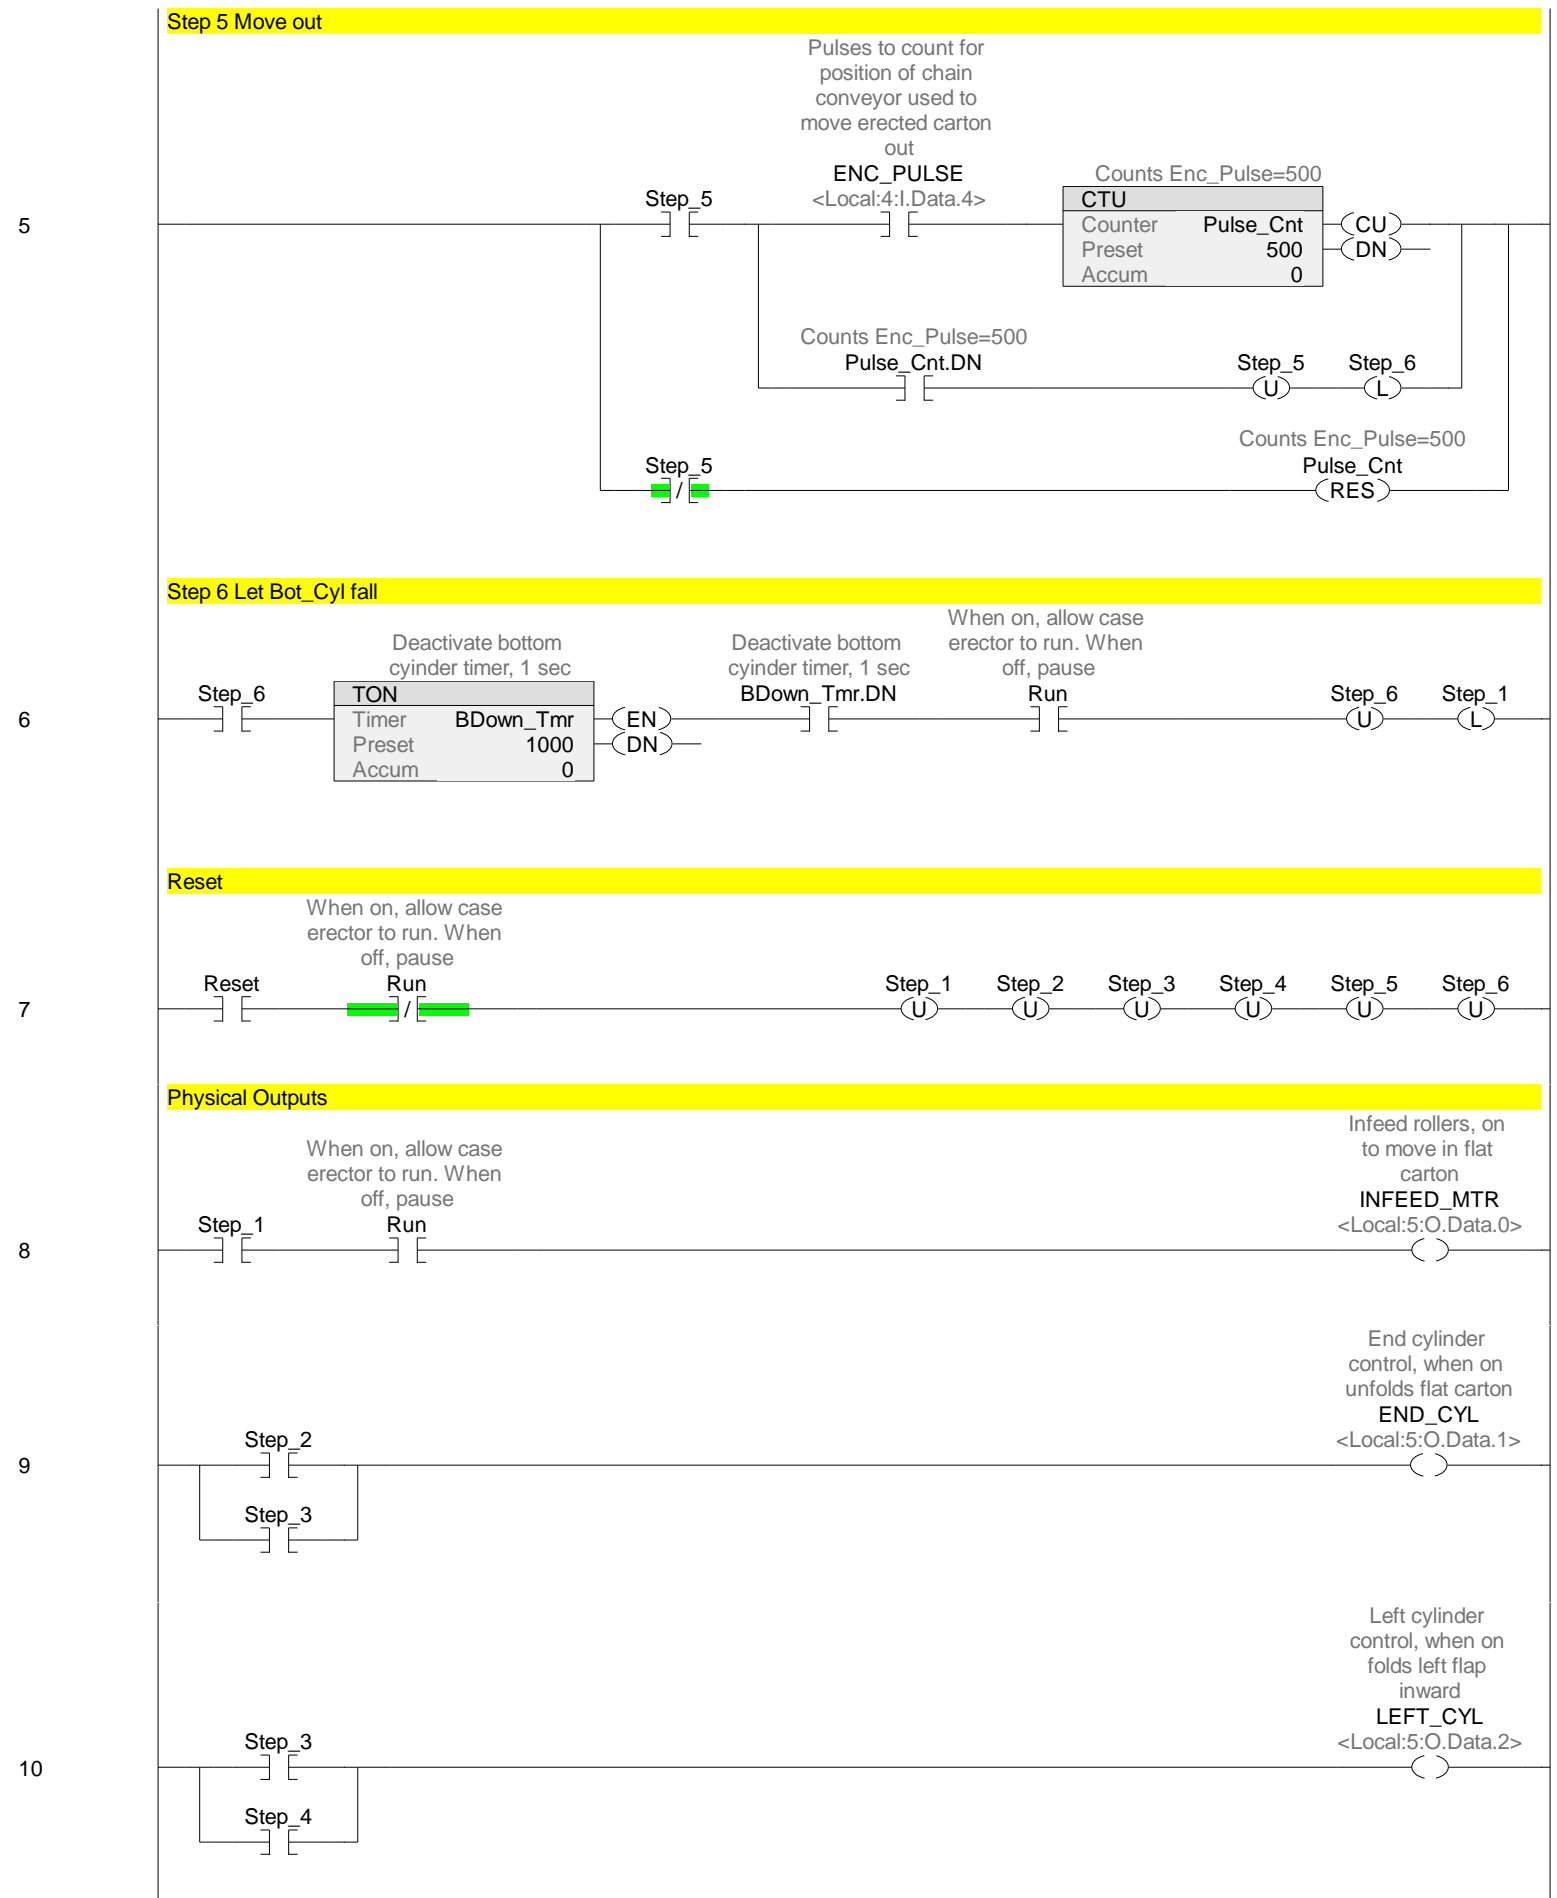 Step 5 Move out
Pulses to count for
position of chain
conveyor used to
move erected carton
out
ENC_PULSE
<Local:4:I.Data.4>
Counts Enc_Pulse=500
Step_5
CTU
Counter Pulse_Cnt
Preset 500
Accum 0
CU
DN
5
Counts Enc_Pulse=500
Pulse_Cnt.DN
Step_5
U
Step_6
L
Counts Enc_Pulse=500
Step_5
/
Pulse_Cnt
RES
Step 6 Let Bot_Cyl fall
Deactivate bottom
cyinder timer, 1 sec
Deactivate bottom
cyinder timer, 1 sec
When on, allow case
erector to run. When
off, pause
Step_6
TON
Timer BDown_Tmr
Preset 1000
Accum 0
EN
DN
BDown_Tmr.DN
Run
Step_6
U
Step_1
L
6
Reset
When on, allow case
erector to run. When
off, pause
Reset
Run
/
Step_1 Step_2 Step_3 Step_4 Step_5 Step_6
U U U U U U
7
Physical Outputs
When on, allow case
erector to run. When
off, pause
Infeed rollers, on
to move in flat
carton
INFEED_MTR
<Local:5:O.Data.0>
Step_1 Run
8
End cylinder
control, when on
unfolds flat carton
END_CYL
<Local:5:O.Data.1>
Step_2
9
Step_3
Left cylinder
control, when on
folds left flap
inward
LEFT_CYL
<Local:5:O.Data.2>
Step_3
10
Step_4